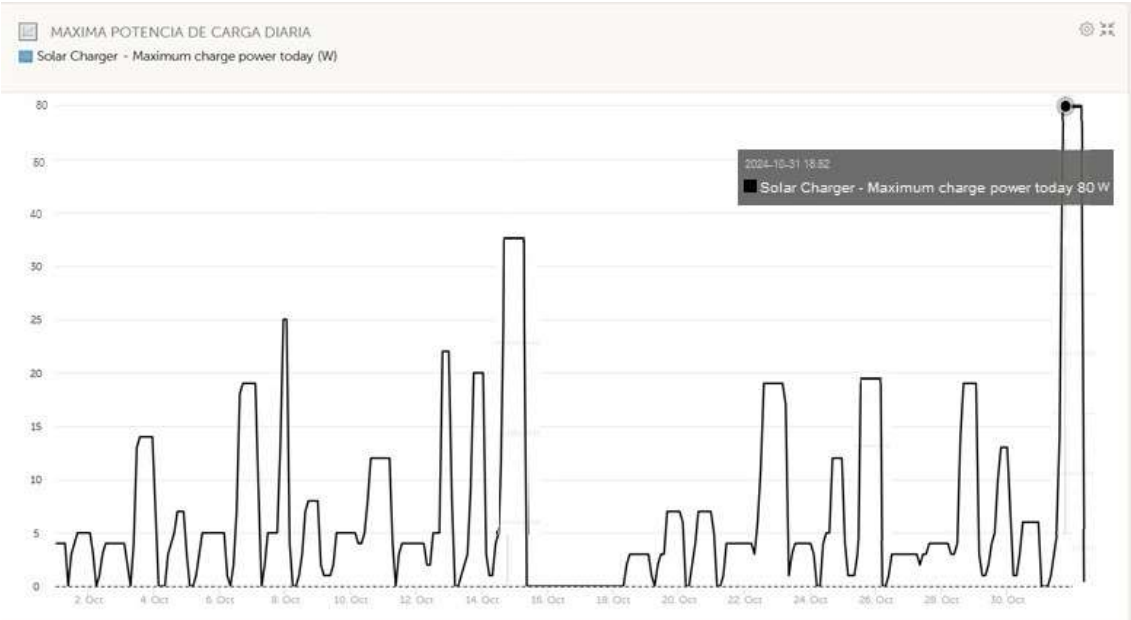 MAXIMA POTENCIA DE CARGA DIARIA
Solar Charger - Maximum charge power today (W)
80
60
2024-10-31 18:52
Solar Charger - Maximum charge power today 80 W
40
30
25
20
15
10
5
0
2. Oct 4. Oct 6. Oct 8. Oct 10. Oct 12. Oct 14. Oct 16. Oct 18. Oct 20. Oct 22. Oct 24. Oct 26. Oct 28. Oct 30. Oct